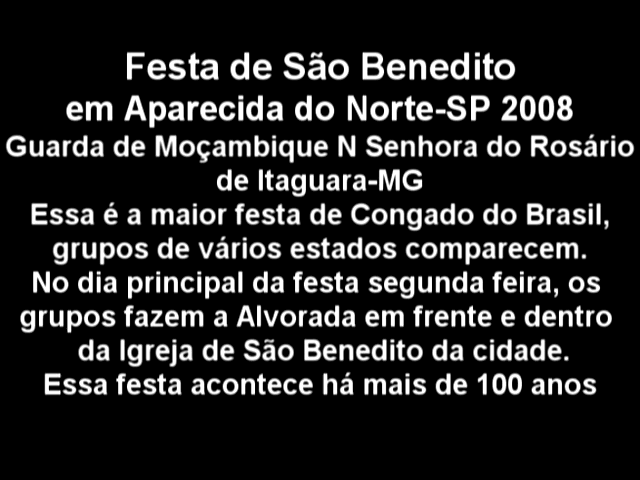 Festa de São Benedito
em Aparecida do Norte-SP 2008
Guarda de Moçambique N Senhora do Rosário
de Itaguara-MG
Essa é a maior festa de Congado do Brasil,
grupos de vários estados comparecem.
No dia principal da festa segunda feira, os
grupos fazem a Alvorada em frente e dentro
da Igreja de São Benedito da cidade.
Essa festa acontece há mais de 100 anos